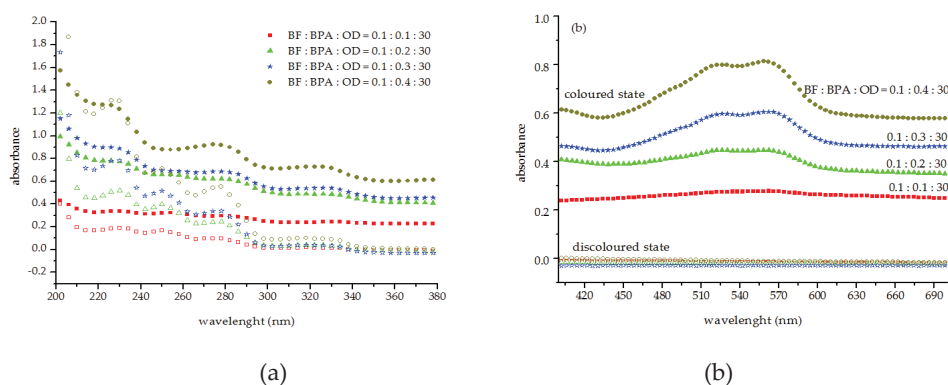 (a)
BF : BPA : OD = 0.1 : 0.1 : 30
BF : BPA : OD = 0.1 : 0.2 : 30
BF : BPA : OD = 0.1 : 0.3 : 30
BF : BPA : OD = 0.1 : 0.4 : 30
absorbance
2.0
1.8
1.6
1.4
1.2
1.0
0.8
0.6
0.4
0.2
0.0
-0.2
200 220 240 260 280 300 320 340 360 380
wavelenght (nm)
(a)
(b)
absorbance
1.0
0.8
0.6
0.4
0.2
0.0
BF : BPA : OD = 0.1 : 0.4 : 30
coloured state
0.1 : 0.3 : 30
0.1 : 0.2 : 30
0.1 : 0.1 : 30
discoloured state
420 450 480 510 540 570 600 630 660 690
wavelenght (nm)
(b)